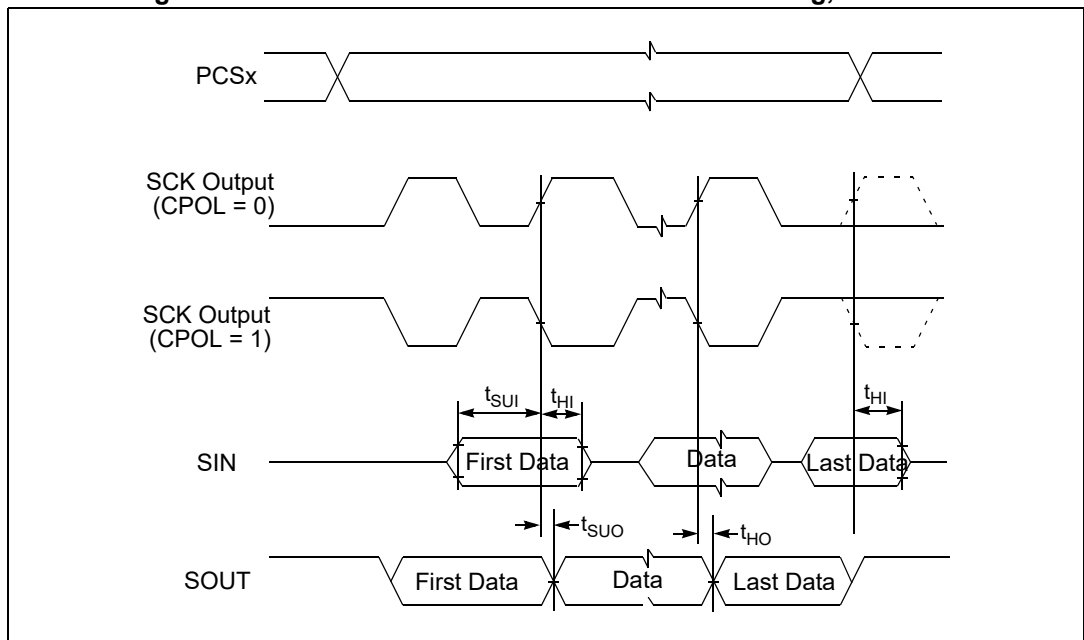 PCSx
SCK Output
(CPOL = 0)
SCK Output
(CPOL = 1)
tSUI
tHI
tHI
SIN
First Data
Data
Last Data
tSUO
tHO
SOUT
First Data
Data
Last Data